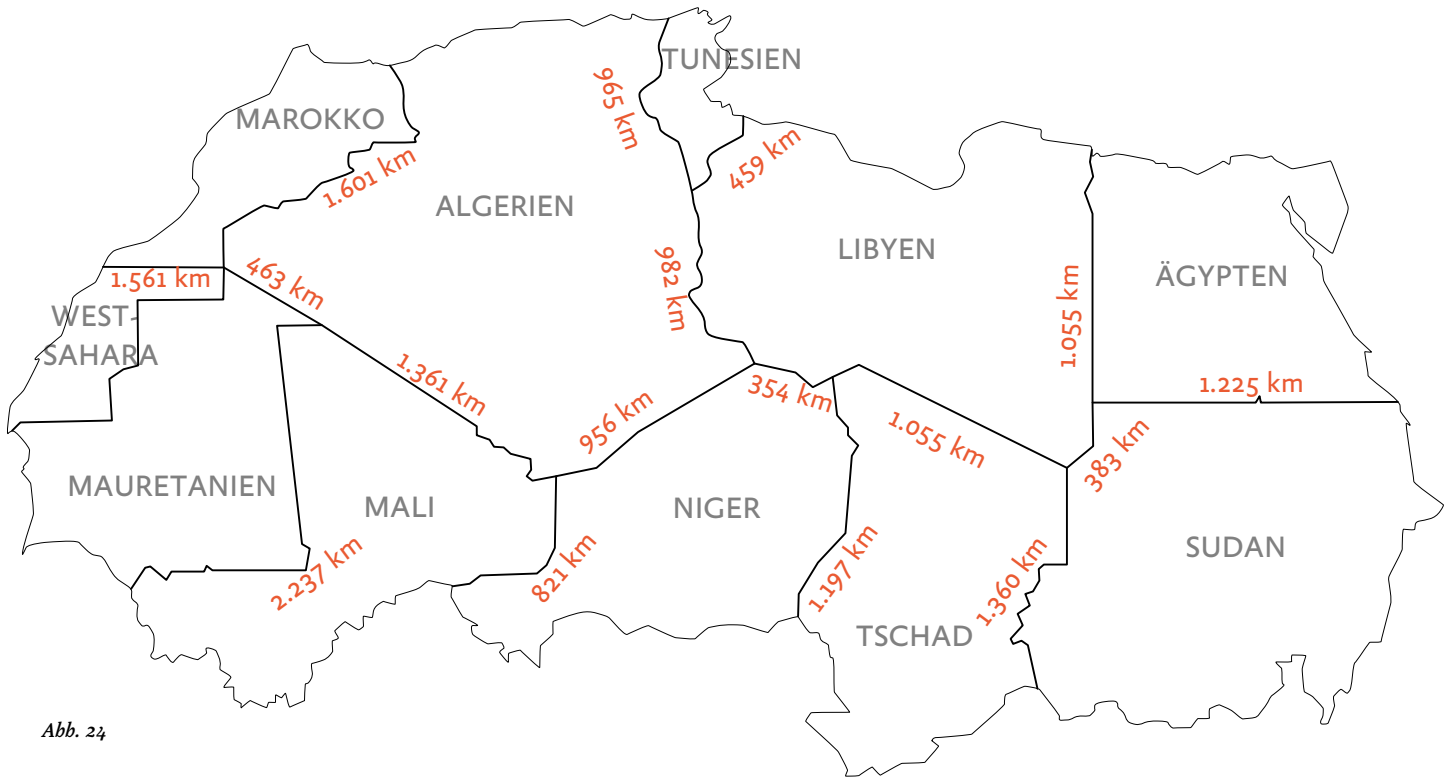 TUNESIEN
MAROKKO
965 km
459 km
1.601 km
ALGERIEN
LIBYEN
ÄGYPTEN
1.561 km
463 km
982 km
1.055 km
WEST-
SAHARA
1.361 km
956 km
354 km
1.055 km
1.225 km
383 km
MAURETANIEN
MALI
NIGER
SUDAN
2.237 km
821 km
1.197 km
1.360 km
TSCHAD
Abb. 24